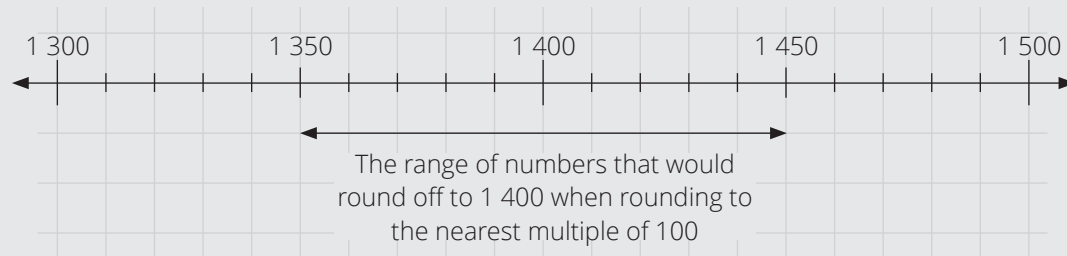 1 300 1 350 1 400 1 450 1 500
The range of numbers that would
round off to 1 400 when rounding to
the nearest multiple of 100